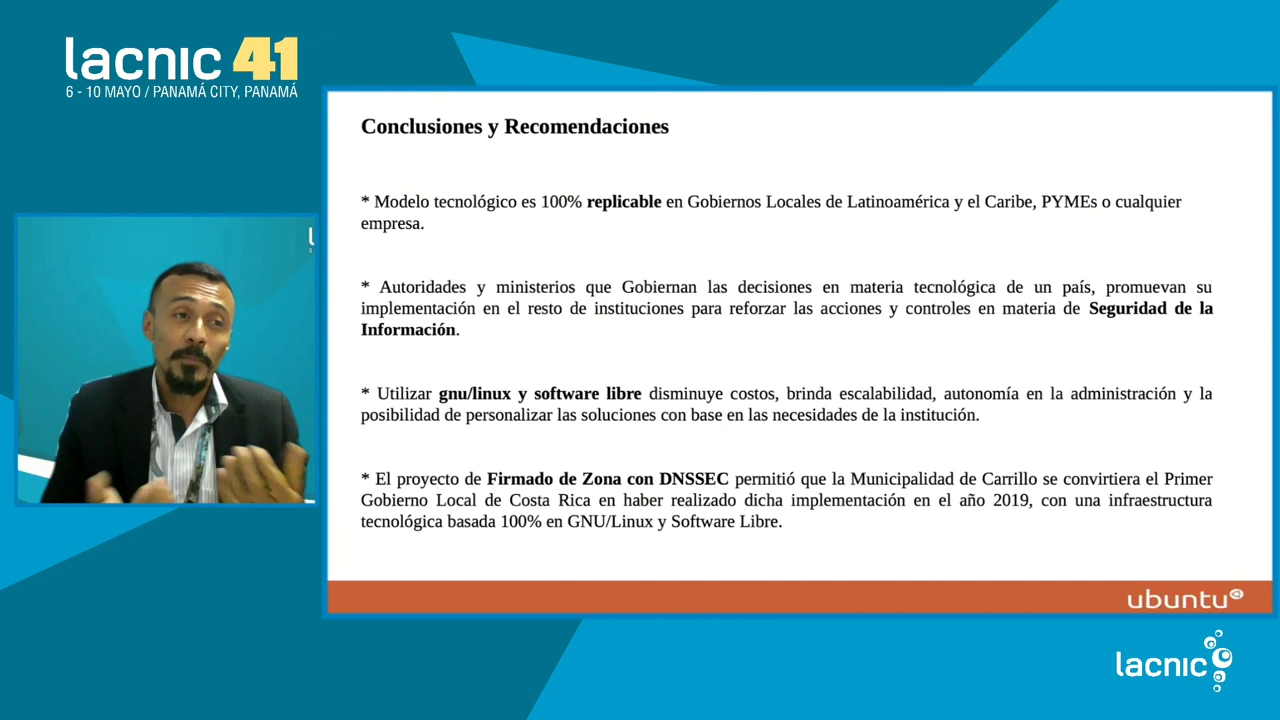 lacnic 41
6 - 10 MAYO / PANAMÁ CITY, PANAMÁ
Conclusiones y Recomendaciones
* Modelo tecnológico es 100% replicable en Gobiernos Locales de Latinoamérica y el Caribe, PYMEs o cualquier
empresa.
* Autoridades y ministerios que Gobiernan las decisiones en materia tecnológica de un país, promuevan su
implementación en el resto de instituciones para reforzar las acciones y controles en materia de Seguridad de la
Información.
* Utilizar gnu/linux y software libre disminuye costos, brinda escalabilidad, autonomía en la administración y la
posibilidad de personalizar las soluciones con base en las necesidades de la institución.
* El proyecto de Firmado de Zona con DNSSEC permitió que la Municipalidad de Carrillo se convirtiera el Primer
Gobierno Local de Costa Rica en haber realizado dicha implementación en el año 2019, con una infraestructura
tecnológica basada 100% en GNU/Linux y Software Libre.
ubuntu
lacnic